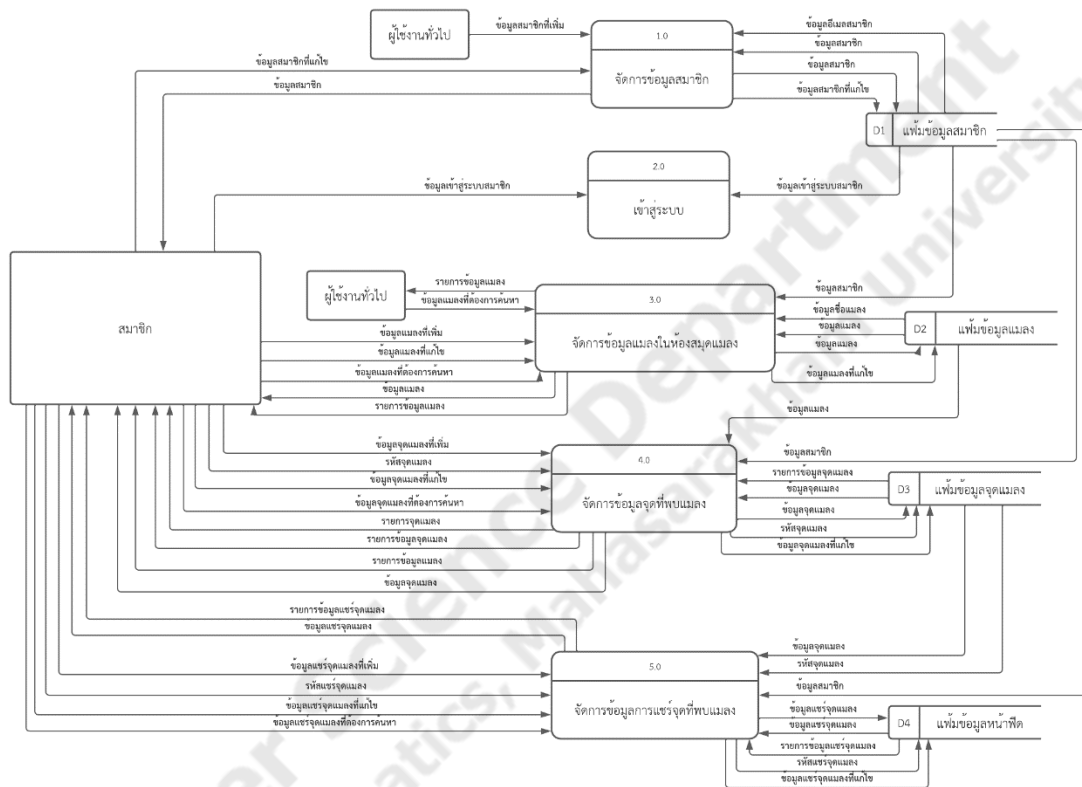 ผู้ใช้งานทั่วไป
ข้อมูลสมาชิกที่เพิ่ม
1.0
จัดการข้อมูลสมาชิก
ข้อมูลอีเมลสมาชิก
ข้อมูลสมาชิก
ข้อมูลสมาชิก
ข้อมูลสมาชิกที่แก้ไข
ข้อมูลสมาชิกที่แก้ไข
ข้อมูลสมาชิก
D1
แฟ้มข้อมูลสมาชิก
2.0
เข้าสู่ระบบ
ข้อมูลเข้าสู่ระบบสมาชิก
ข้อมูลเข้าสู่ระบบสมาชิก
สมาชิก
ผู้ใช้งานทั่วไป
รายการข้อมูลแมลง
ข้อมูลแมลงที่ต้องการค้นหา
3.0
จัดการข้อมูลแมลงในห้องสมุดแมลง
ข้อมูลสมาชิก
ข้อมูลชื่อแมลง
ข้อมูลแมลง
ข้อมูลแมลง
ข้อมูลแมลงที่แก้ไข
D2
แฟ้มข้อมูลแมลง
ข้อมูลแมลงที่เพิ่ม
ข้อมูลแมลงที่แก้ไข
ข้อมูลแมลงที่ต้องการค้นหา
ข้อมูลแมลง
รายการข้อมูลแมลง
ข้อมูลแมลง
4.0
จัดการข้อมูลจุดที่พบแมลง
ข้อมูลจุดแมลงที่เพิ่ม
รหัสจุดแมลง
ข้อมูลจุดแมลงที่แก้ไข
ข้อมูลจุดแมลงที่ต้องการค้นหา
รายการจุดแมลง
รายการข้อมูลจุดแมลง
รายการข้อมูลแมลง
ข้อมูลจุดแมลง
ข้อมูลสมาชิก
รายการข้อมูลจุดแมลง
ข้อมูลจุดแมลง
ข้อมูลจุดแมลง
รหัสจุดแมลง
ข้อมูลจุดแมลงที่แก้ไข
D3
แฟ้มข้อมูลจุดแมลง
รายการข้อมูลแชร์จุดแมลง
ข้อมูลแชร์จุดแมลง
ข้อมูลแชร์จุดแมลงที่เพิ่ม
รหัสแชร์จุดแมลง
ข้อมูลแชร์จุดแมลงที่แก้ไข
ข้อมูลแชร์จุดแมลงที่ต้องการค้นหา
5.0
จัดการข้อมูลการแชร์จุดที่พบแมลง
ข้อมูลจุดแมลง
รหัสจุดแมลง
ข้อมูลสมาชิก
ข้อมูลแชร์จุดแมลง
ข้อมูลแชร์จุดแมลง
รายการข้อมูลแชร์จุดแมลง
รหัสแชร์จุดแมลง
ข้อมูลแชร์จุดแมลงที่แก้ไข
D4
แฟ้มข้อมูลหน้าฟีด
Science Department
Mahasarakham University